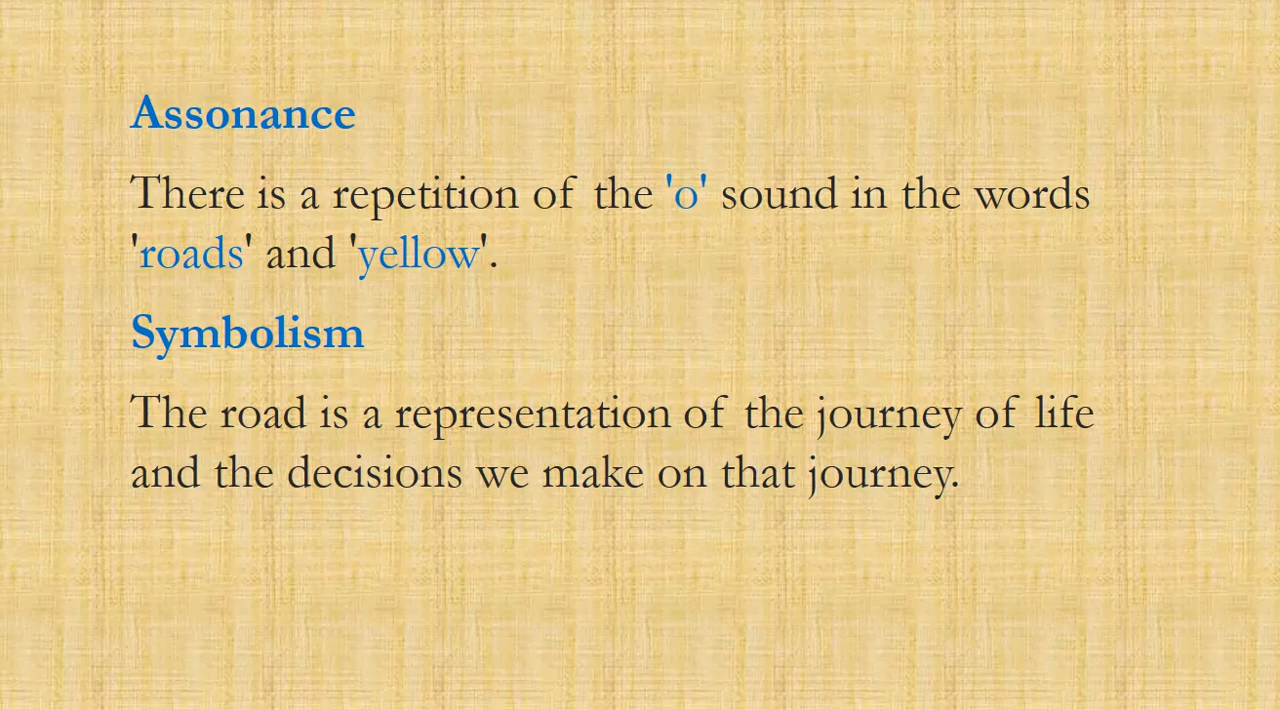 Assonance
There is a repetition of the 'o' sound in the words
'roads' and 'yellow'.
Symbolism
The road is a representation of the journey of life
and the decisions we make on that journey.